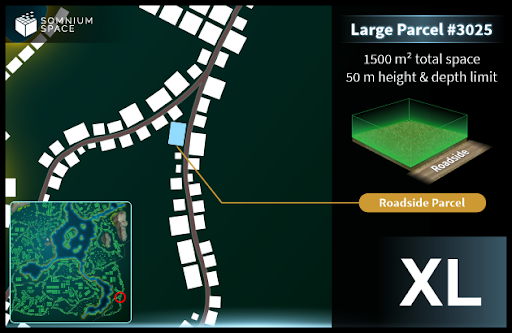 SOMNIUM
SPACE
Large Parcel #3025
1500 m² total space
50 m height & depth limit
Roadside
Roadside Parcel
XL